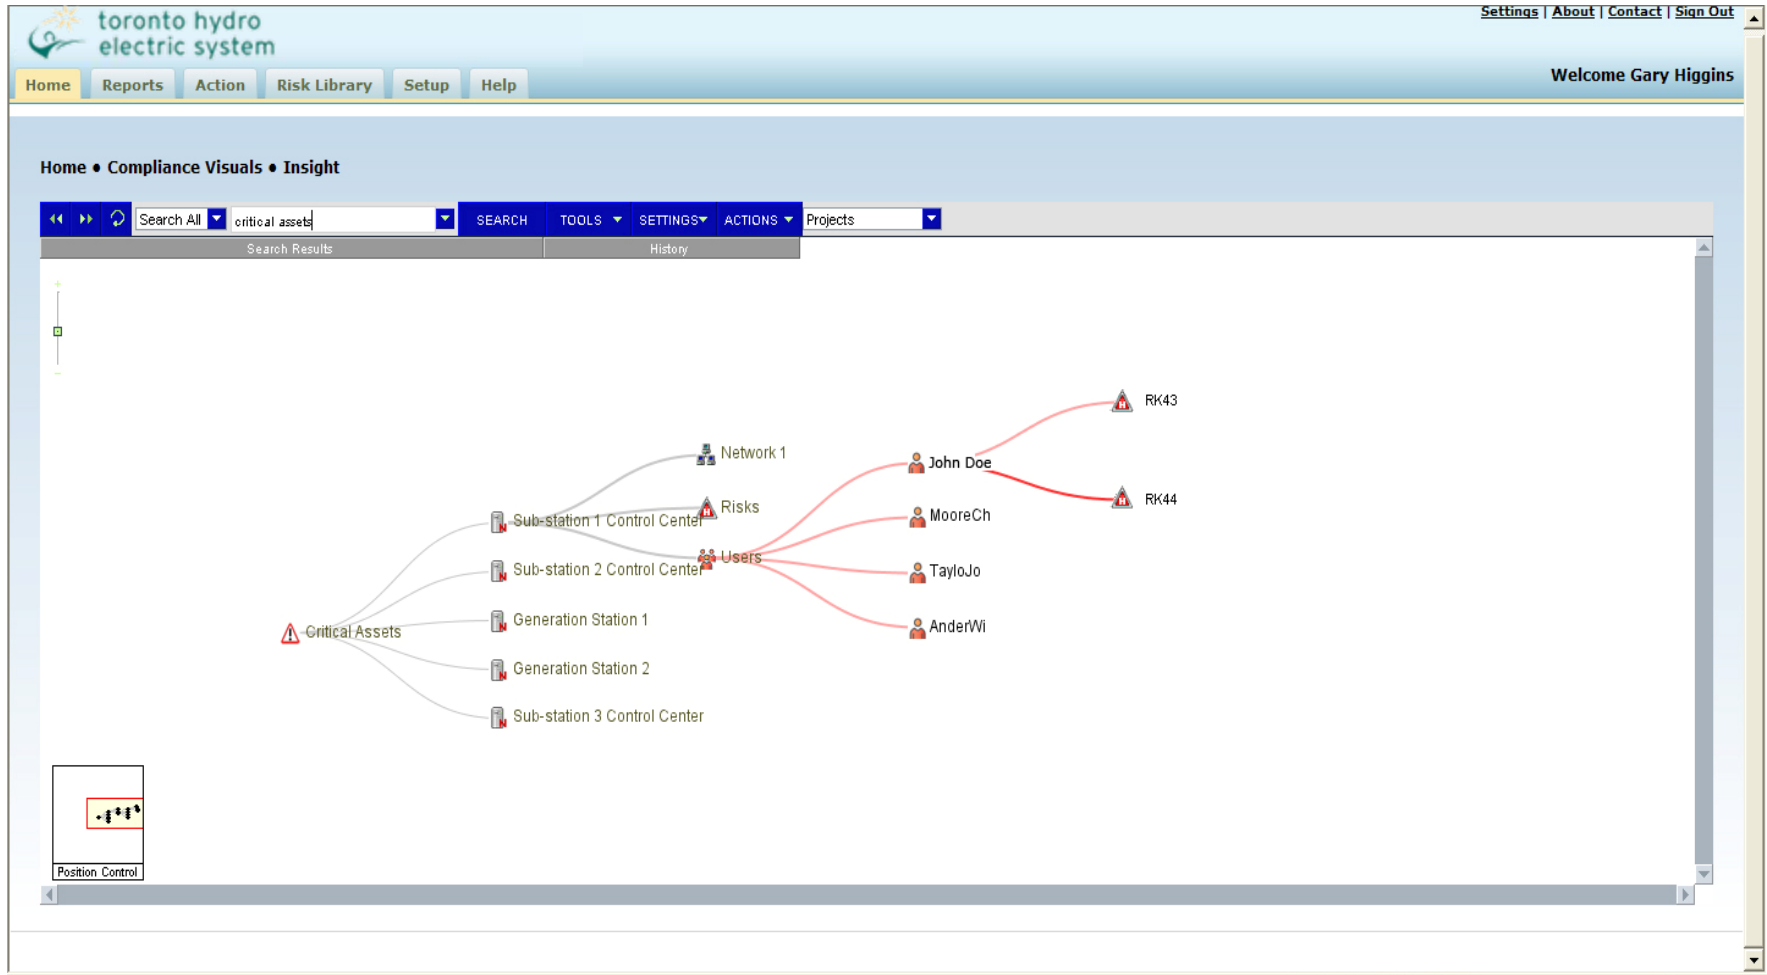 toronto hydro
electric system
Settings | About | Contact | Sign Out
Welcome Gary Higgins
Home Reports Action Risk Library Setup Help
Home • Compliance Visuals • Insight
Search All critical assets SEARCH TOOLS SETTINGS ACTIONS Projects
Search Results History
+
RK43
Network 1
John Doe
RK44
Risks
MooreCh
Sub-station 1 Control Center
Users
Sub-station 2 Control Center
TayloJo
Generation Station 1
AnderWi
Critical Assets
Generation Station 2
Sub-station 3 Control Center
Position Control